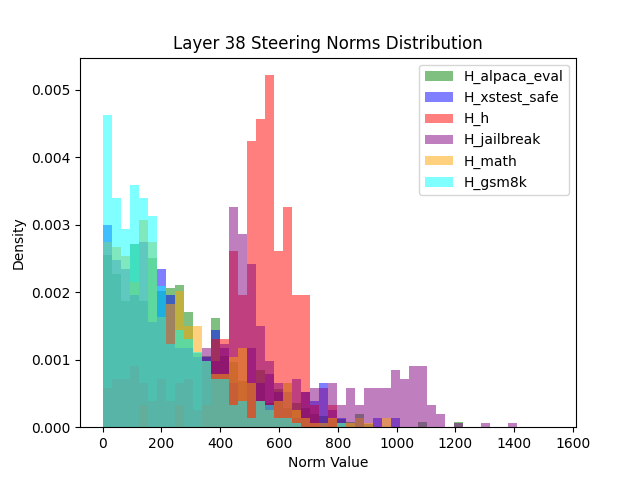 Layer 38 Steering Norms Distribution
H_alpaca_eval
H_xstest_safe
H_h
H_jailbreak
H_math
H_gsm8k
Density
0.005
0.004
0.003
0.002
0.001
0.000
0
200
400
600
800
1000
1200
1400
1600
Norm Value